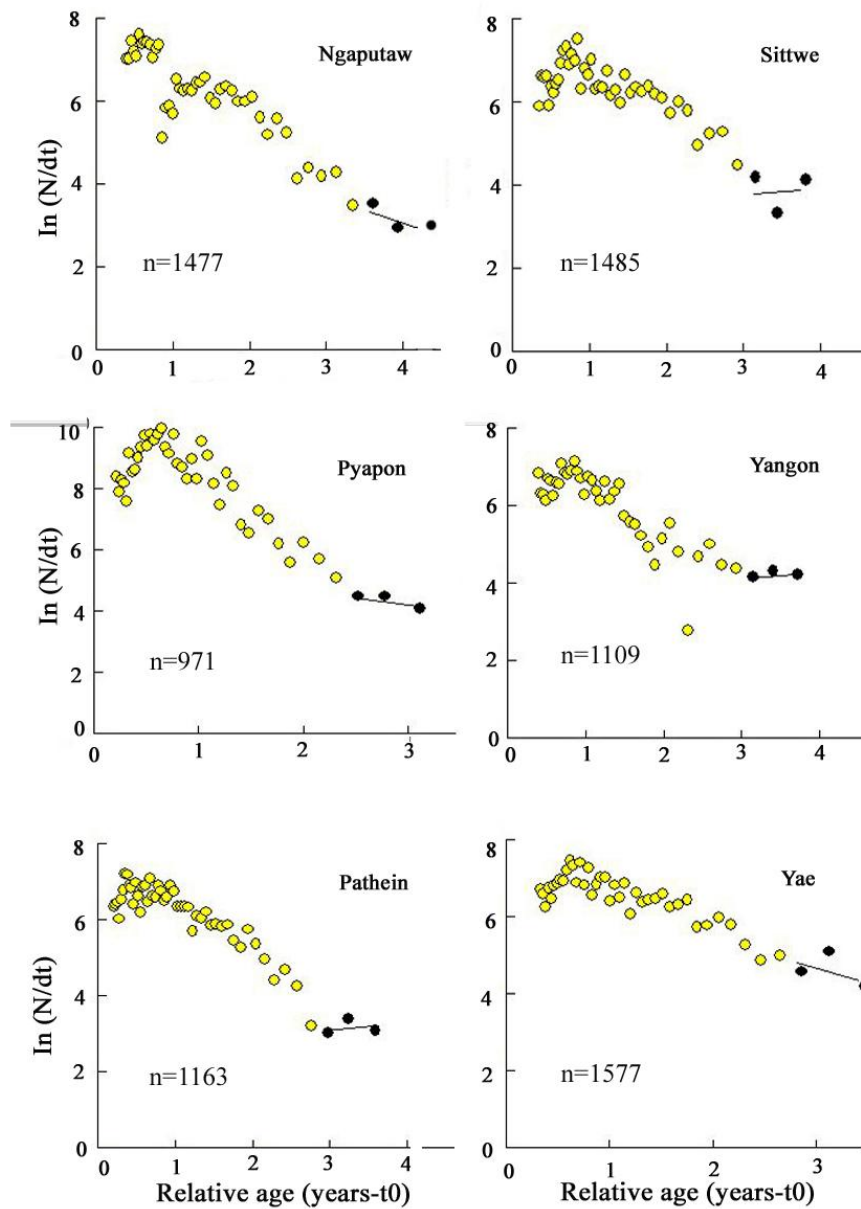 In (N/dt)
8
6
4
2
0
Ngaputaw
n=1477
0 1 2 3 4
8
6
4
2
0
Sittwe
n=1485
0 1 2 3 4
In (N/dt)
10
8
6
4
2
0
Pyapon
n=971
0 1 2 3
8
6
4
2
0
Yangon
n=1109
0 1 2 3 4
In (N/dt)
8
6
4
2
0
Pathein
n=1163
0 1 2 3 4
Relative age (years-t0)
8
6
4
2
0
Yae
n=1577
0 1 2 3
Relative age (years-t0)